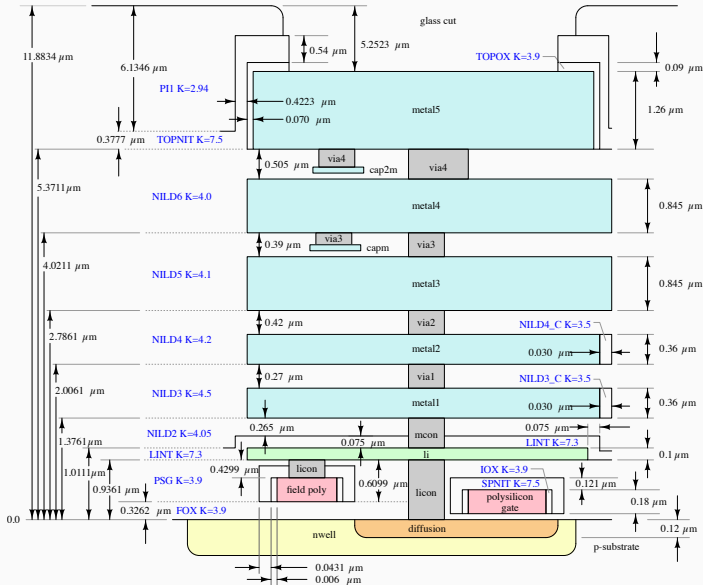 glass cut
11.8834 µm
6.1346 µm
0.54 µm
5.2523 µm
TOPOX K=3.9
0.09 µm
PI1 K=2.94
0.4223 µm
metal5
1.26 µm
0.070 µm
0.3777 µm
TOPNIT K=7.5
0.505 µm
via4
via4
cap2m
5.3711µm
NILD6 K=4.0
metal4
0.845 µm
4.0211 µm
0.39 µm
via3
capm
via3
NILD5 K=4.1
metal3
0.845 µm
2.7861 µm
0.42 µm
via2
NILD4_C K=3.5
NILD4 K=4.2
metal2
0.030 µm
0.36 µm
2.0061 µm
0.27 µm
via1
NILD3_C K=3.5
NILD3 K=4.5
metal1
0.030 µm
0.36 µm
1.3761µm
0.265 µm
0.075 µm
NILD2 K=4.05
0.075 µm
mcon
LINT K=7.3
LINT K=7.3
li
0.1 µm
1.0111µm
0.4299 µm
licon
0.6099 µm
IOX K=3.9
0.9361 µm
PSG K=3.9
field poly
licon
SPNIT K=7.5
0.121 µm
polysilicon
gate
0.18 µm
0.3262 µm
FOX K=3.9
0.0
diffusion
0.12 µm
nwell
p-substrate
0.0431 µm
0.006 µm